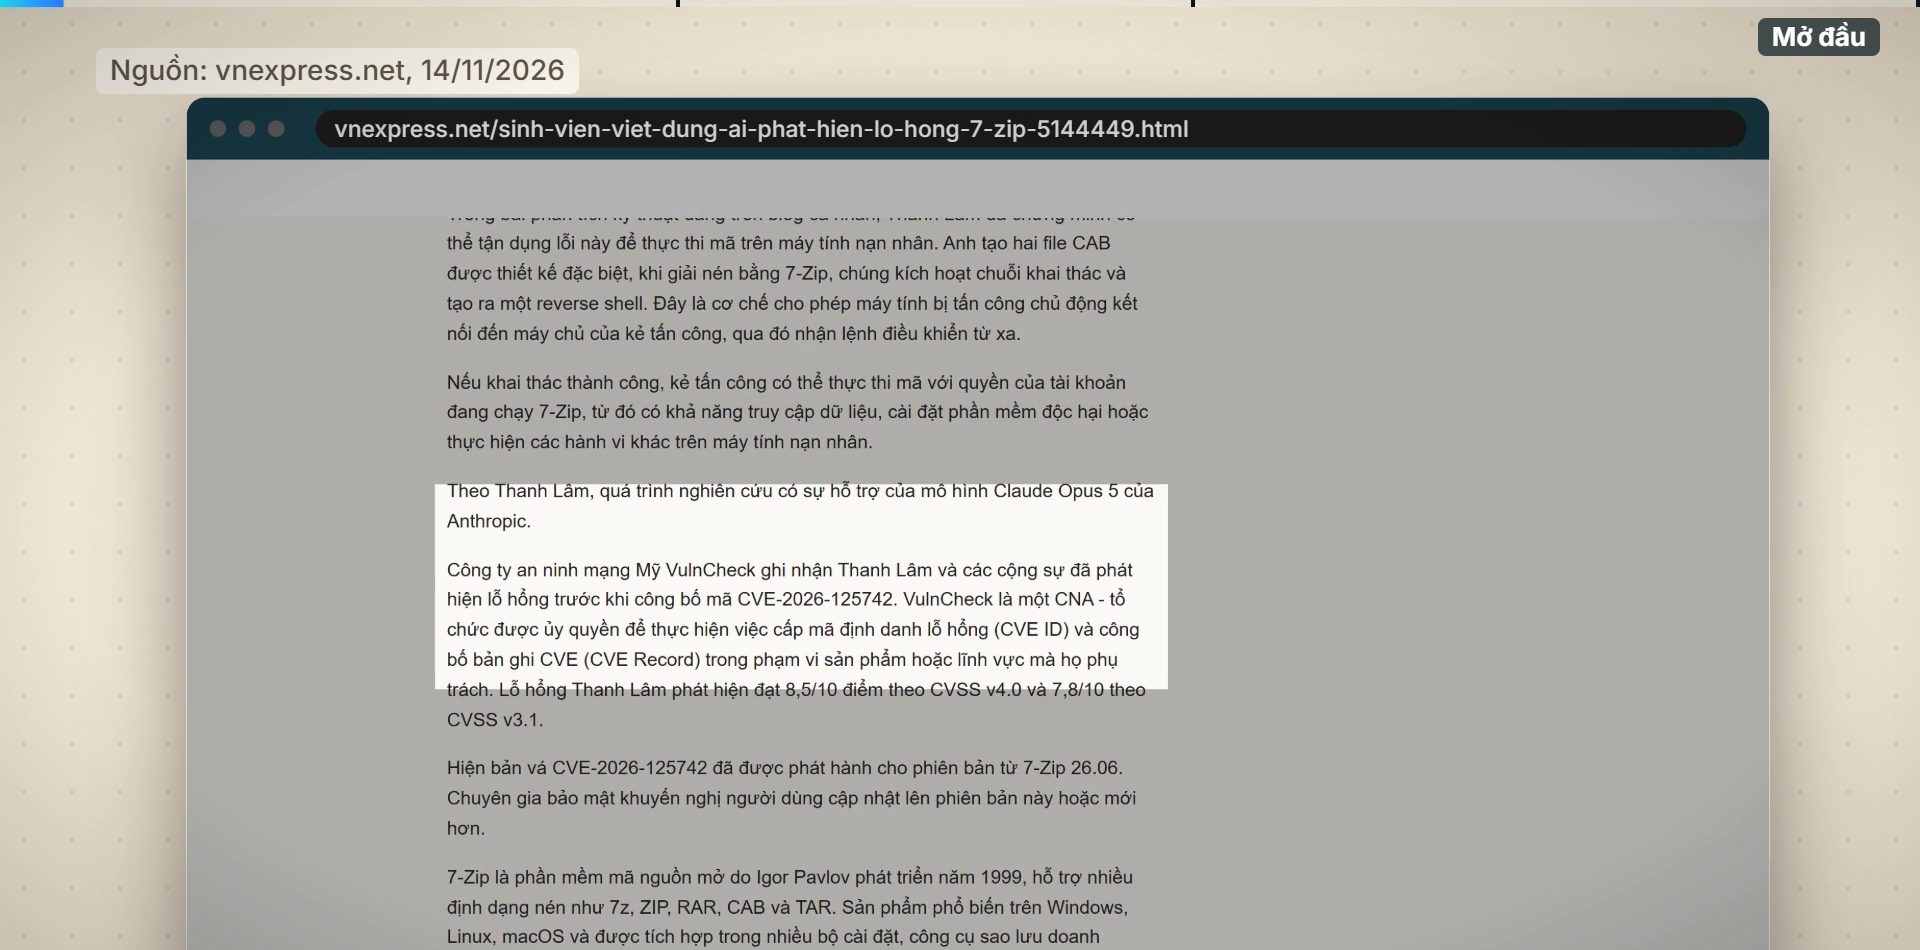 Mở đầu
Nguồn: vnexpress.net, 14/11/2026
vnexpress.net/sinh-vien-viet-dung-ai-phat-hien-lo-hong-7-zip-5144449.html
thể tận dụng lỗi này để thực thi mã trên máy tính nạn nhân. Anh tạo hai file CAB
được thiết kế đặc biệt, khi giải nén bằng 7-Zip, chúng kích hoạt chuỗi khai thác và
tạo ra một reverse shell. Đây là cơ chế cho phép máy tính bị tấn công chủ động kết
nối đến máy chủ của kẻ tấn công, qua đó nhận lệnh điều khiển từ xa.
Nếu khai thác thành công, kẻ tấn công có thể thực thi mã với quyền của tài khoản
đang chạy 7-Zip, từ đó có khả năng truy cập dữ liệu, cài đặt phần mềm độc hại hoặc
thực hiện các hành vi khác trên máy tính nạn nhân.
Theo Thanh Lâm, quá trình nghiên cứu có sự hỗ trợ của mô hình Claude Opus 5 của
Anthropic.
Công ty an ninh mạng Mỹ VulnCheck ghi nhận Thanh Lâm và các cộng sự đã phát
hiện lỗ hổng trước khi công bố mã CVE-2026-125742. VulnCheck là một CNA - tổ
chức được ủy quyền để thực hiện việc cấp mã định danh lỗ hổng (CVE ID) và công
bố bản ghi CVE (CVE Record) trong phạm vi sản phẩm hoặc lĩnh vực mà họ phụ
trách. Lỗ hổng Thanh Lâm phát hiện đạt 8,5/10 điểm theo CVSS v4.0 và 7,8/10 theo
CVSS v3.1.
Hiện bản vá CVE-2026-125742 đã được phát hành cho phiên bản từ 7-Zip 26.06.
Chuyên gia bảo mật khuyến nghị người dùng cập nhật lên phiên bản này hoặc mới
hơn.
7-Zip là phần mềm mã nguồn mở do Igor Pavlov phát triển năm 1999, hỗ trợ nhiều
định dạng nén như 7z, ZIP, RAR, CAB và TAR. Sản phẩm phổ biến trên Windows,
Linux, macOS và được tích hợp trong nhiều bộ cài đặt, công cụ sao lưu doanh